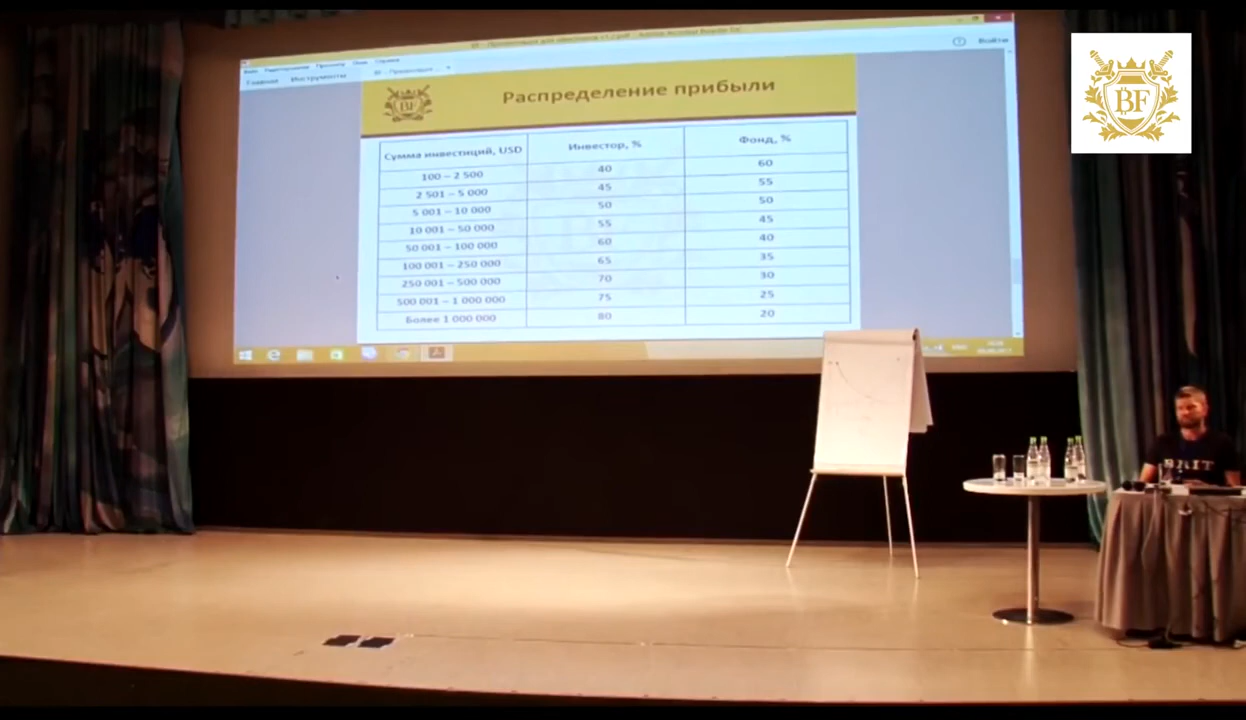 Главная Инструменты
Войти
BF
Распределение прибыли
Сумма инвестиций, USD Инвестор, % Фонд, %
100 – 2 500 40 60
2 501 – 5 000 45 55
5 001 – 10 000 50 50
10 001 – 50 000 55 45
50 001 – 100 000 60 40
100 001 – 250 000 65 35
250 001 – 500 000 70 30
500 001 – 1 000 000 75 25
Более 1 000 000 80 20
BF